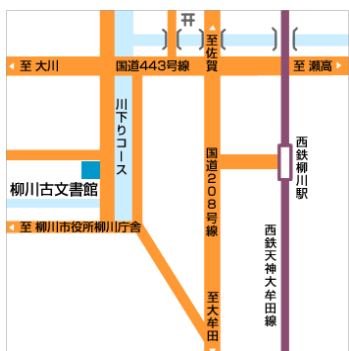 至佐賀
至 大川
国道443号線
至 瀬高
川下りコース
西鉄柳川駅
国道208号線
柳川古文書館
至 柳川市役所柳川庁舎
西鉄天神大牟田線
至大牟田